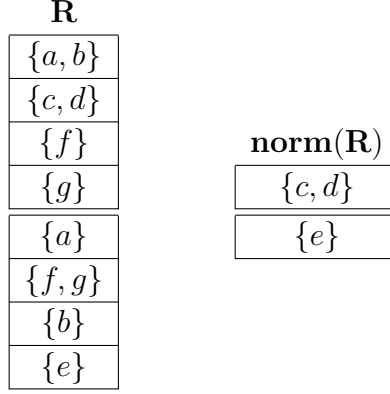 R
{a, b}
{c, d}
{f}
{g}
{a}
{f, g}
{b}
{e}
norm(R)
{c, d}
{e}